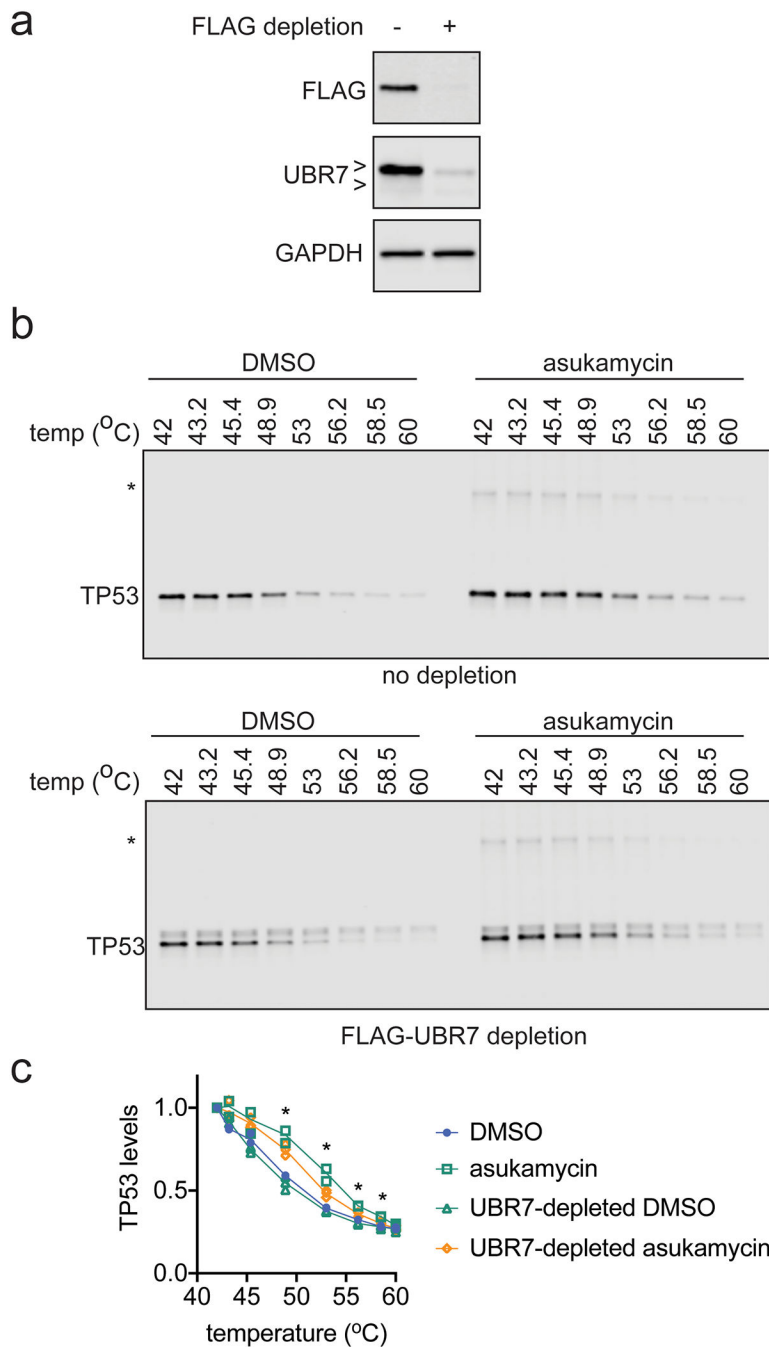 a
FLAG depletion - +
FLAG
UBR7 >
>
GAPDH
b
DMSO asukamycin
temp (ºC) 42 43.2 45.4 48.9 53 56.2 58.5 60 42 43.2 45.4 48.9 53 56.2 58.5 60
*
TP53
no depletion
DMSO asukamycin
temp (ºC) 42 43.2 45.4 48.9 53 56.2 58.5 60 42 43.2 45.4 48.9 53 56.2 58.5 60
*
TP53
FLAG-UBR7 depletion
c
TP53 levels
1.0
0.5
0.0
* * * *
40 45 50 55 60
temperature (ºC)
DMSO
asukamycin
UBR7-depleted DMSO
UBR7-depleted asukamycin